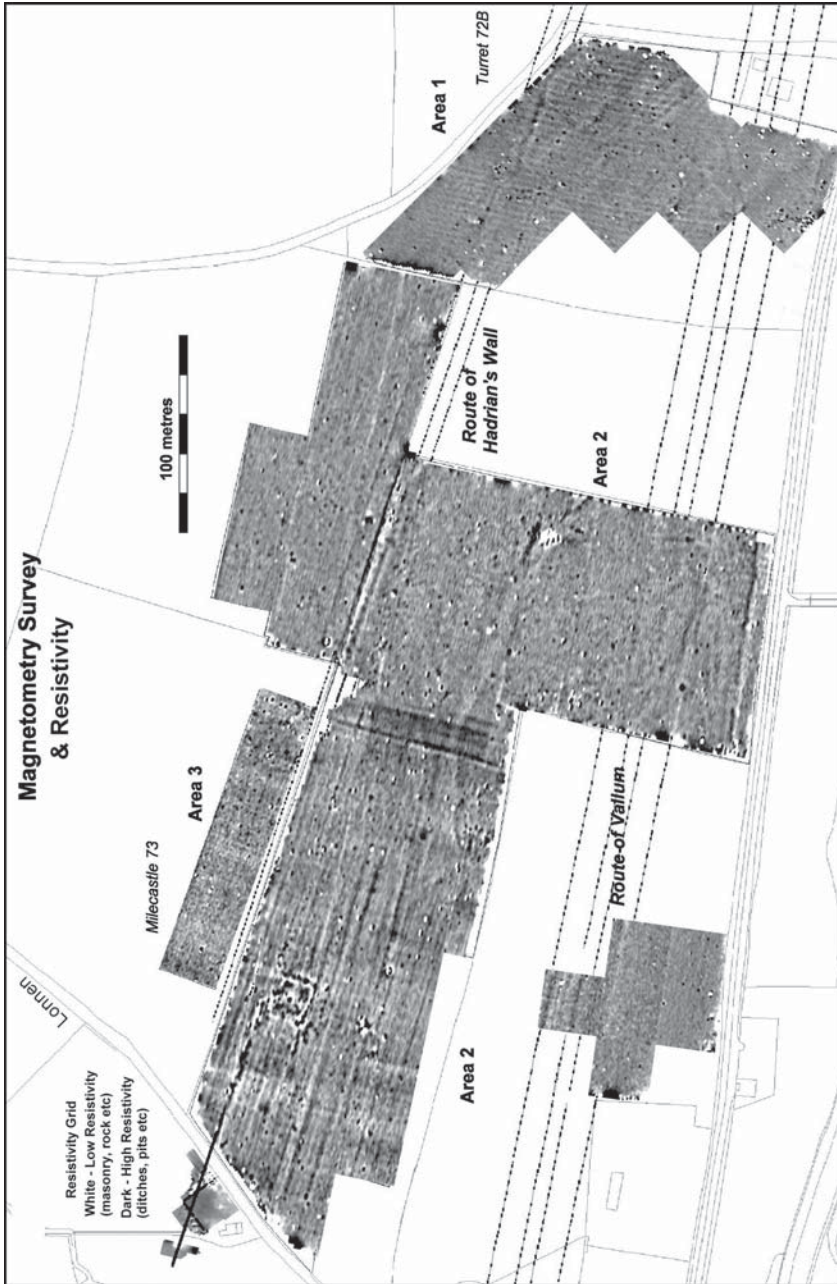 Magnetometry Survey
& Resistivity
Turret 72B
Area 1
100 metres
Route of
Hadrian's Wall
Area 2
Area 3
Milecastle 73
Lonnen
Route of Vallum
Area 2
Resistivity Grid
White - Low Resistivity
(masonry, rock etc)
Dark - High Resistivity
(ditches, pits etc)